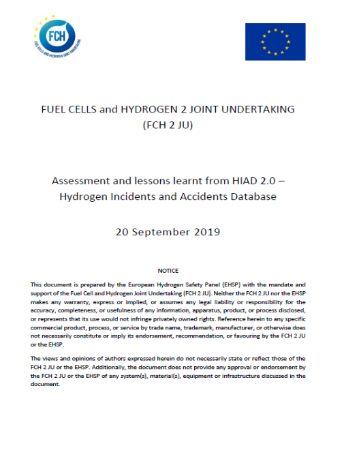 FCH
FUEL CELLS and HYDROGEN 2 JOINT UNDERTAKING
(FCH 2 JU)
Assessment and lessons learnt from HIAD 2.0 –
Hydrogen Incidents and Accidents Database
20 September 2019
NOTICE
This document is prepared by the European Hydrogen Safety Panel (EHSP) with the mandate and
support of the Fuel Cell and Hydrogen Joint Undertaking (FCH 2 JU). Neither the FCH 2 JU nor the EHSP
makes any warranty, express or implied, or assumes any legal liability or responsibility for the
accuracy, completeness, or usefulness of any information, apparatus, product, or process disclosed,
or represents that its use would not infringe privately owned rights. Reference herein to any specific
commercial product, process, or service by trade name, trademark, manufacturer, or otherwise does
not necessarily constitute or imply its endorsement, recommendation, or favouring by the FCH 2 JU
or the EHSP.
The views and opinions of authors expressed herein do not necessarily state or reflect those of the
FCH 2 JU or the EHSP. Additionally, the document does not provide any approval or endorsement by
the FCH 2 JU or the EHSP of any system(s), material(s), equipment or infrastructure discussed in the
document.